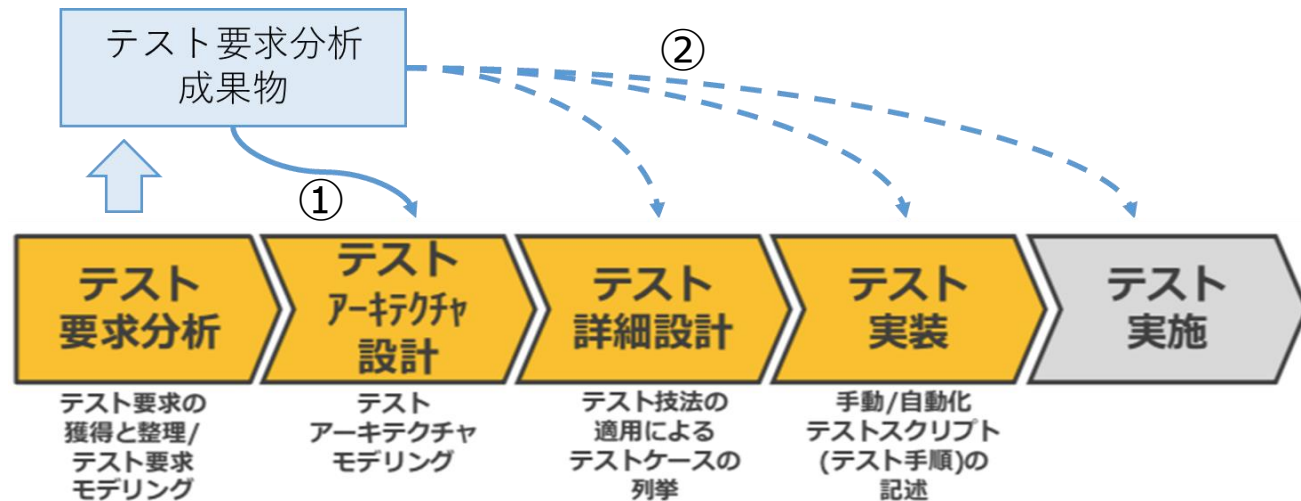 テスト要求分析
成果物
②
①
テスト
要求分析
テスト
アーキテクチャ
設計
テスト
詳細設計
テスト
実装
テスト
実施
テスト要求の
獲得と整理/
テスト要求
モデリング
テスト
アーキテクチャ
モデリング
テスト技法の
適用による
テストケースの
列挙
手動/自動化
テストスクリプト
(テスト手順)の
記述